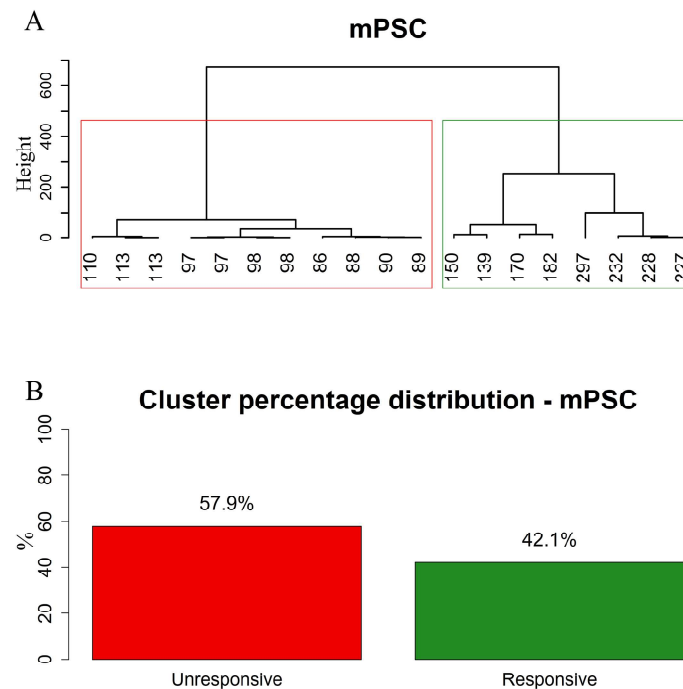 A
mPSC
Height
0 200 400 600
110 113 113 97 97 98 98 86 88 90 89 150 139 170 182 297 232 228
B
Cluster percentage distribution - mPSC
%
0 20 40 60 80 100
57.9%
42.1%
Unresponsive Responsive